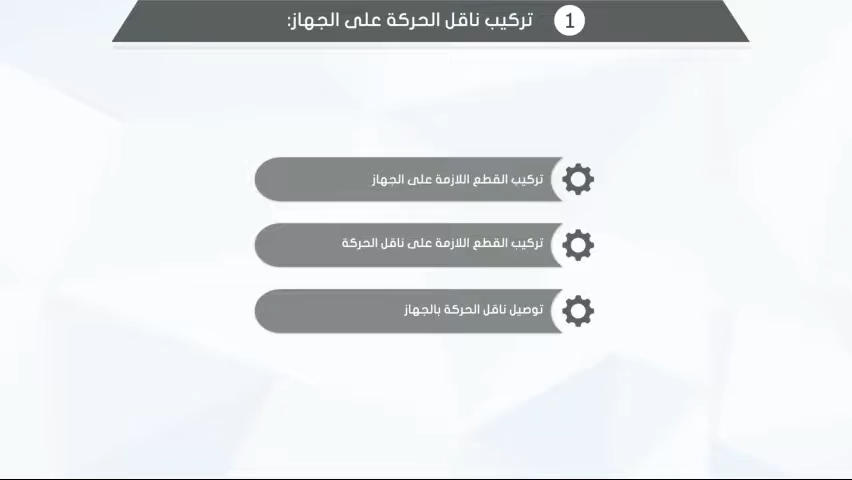 1 تركيب ناقل الحركة على الجهاز:
تركيب القطع اللازمة على الجهاز
تركيب القطع اللازمة على ناقل الحركة
توصيل ناقل الحركة بالجهاز